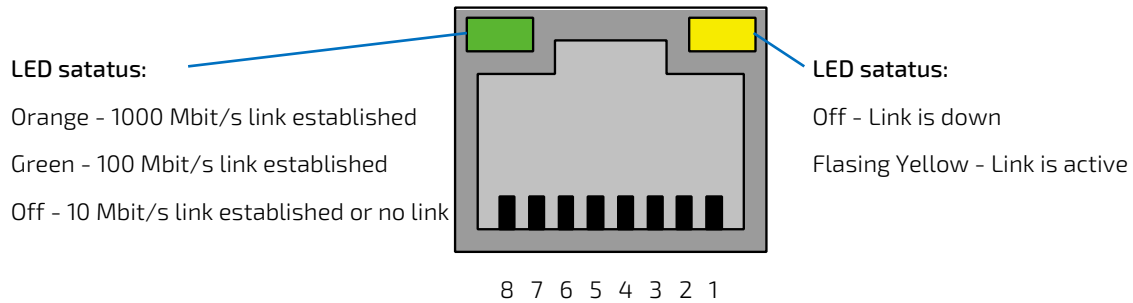 LED satatus:
Orange - 1000 Mbit/s link established
Green - 100 Mbit/s link established
Off - 10 Mbit/s link established or no link
LED satatus:
Off - Link is down
Flasing Yellow - Link is active
8 7 6 5 4 3 2 1